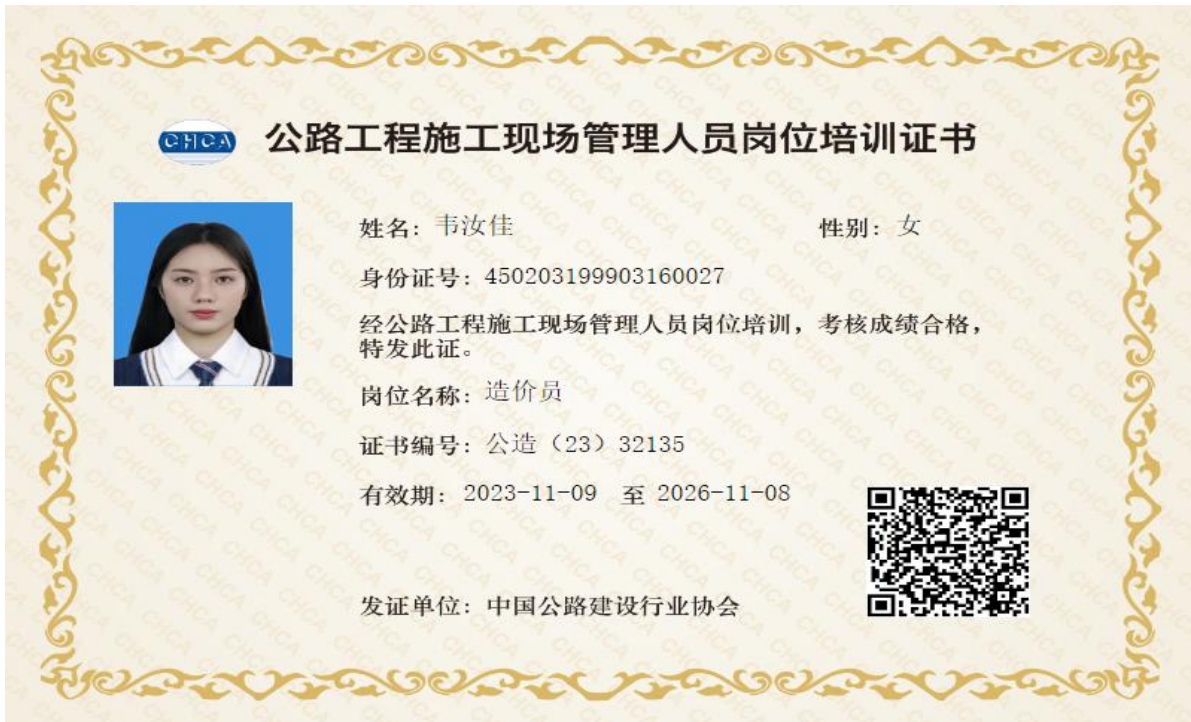 CHCA 公路工程施工现场管理人员岗位培训证书
姓名：韦汝佳 性别：女
身份证号：450203199903160027
经公路工程施工现场管理人员岗位培训，考核成绩合格，
特发此证。
岗位名称：造价员
证书编号：公造（23）32135
有效期：2023-11-09 至 2026-11-08
发证单位：中国公路建设行业协会